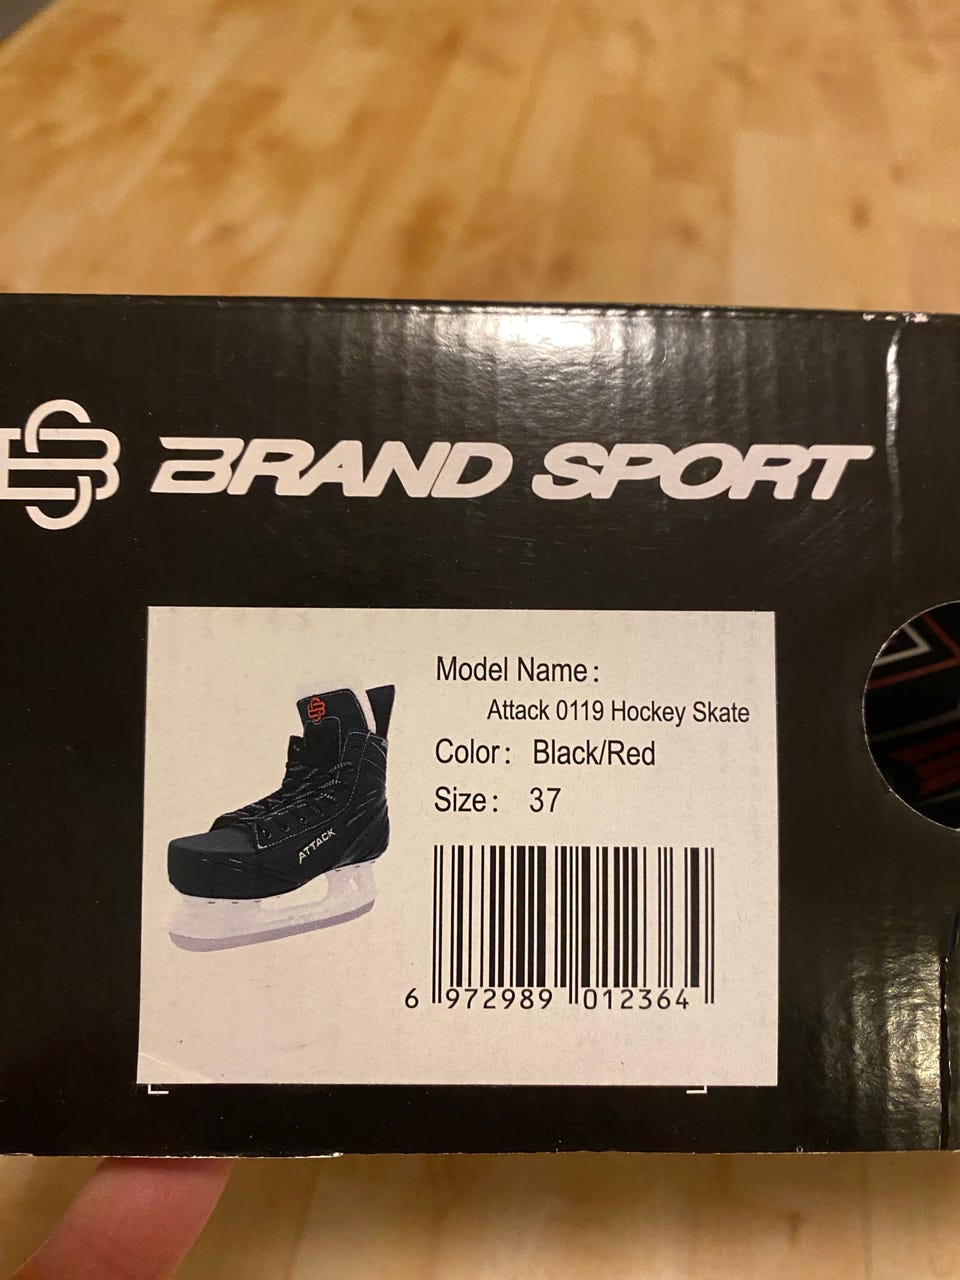 BRAND SPORT
Model Name:
Attack 0119 Hockey Skate
Color: Black/Red
Size: 37
ATTACK
6 972989 012364